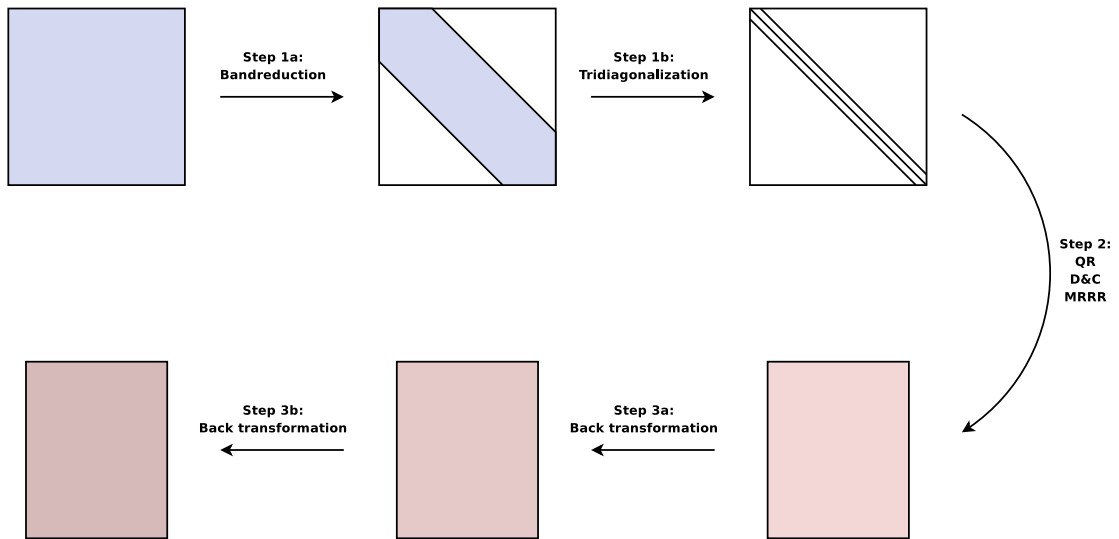 Step 1a:
Bandreduction
Step 1b:
Tridiagonalization
Step 2:
QR
D&C
MRRR
Step 3b:
Back transformation
Step 3a:
Back transformation